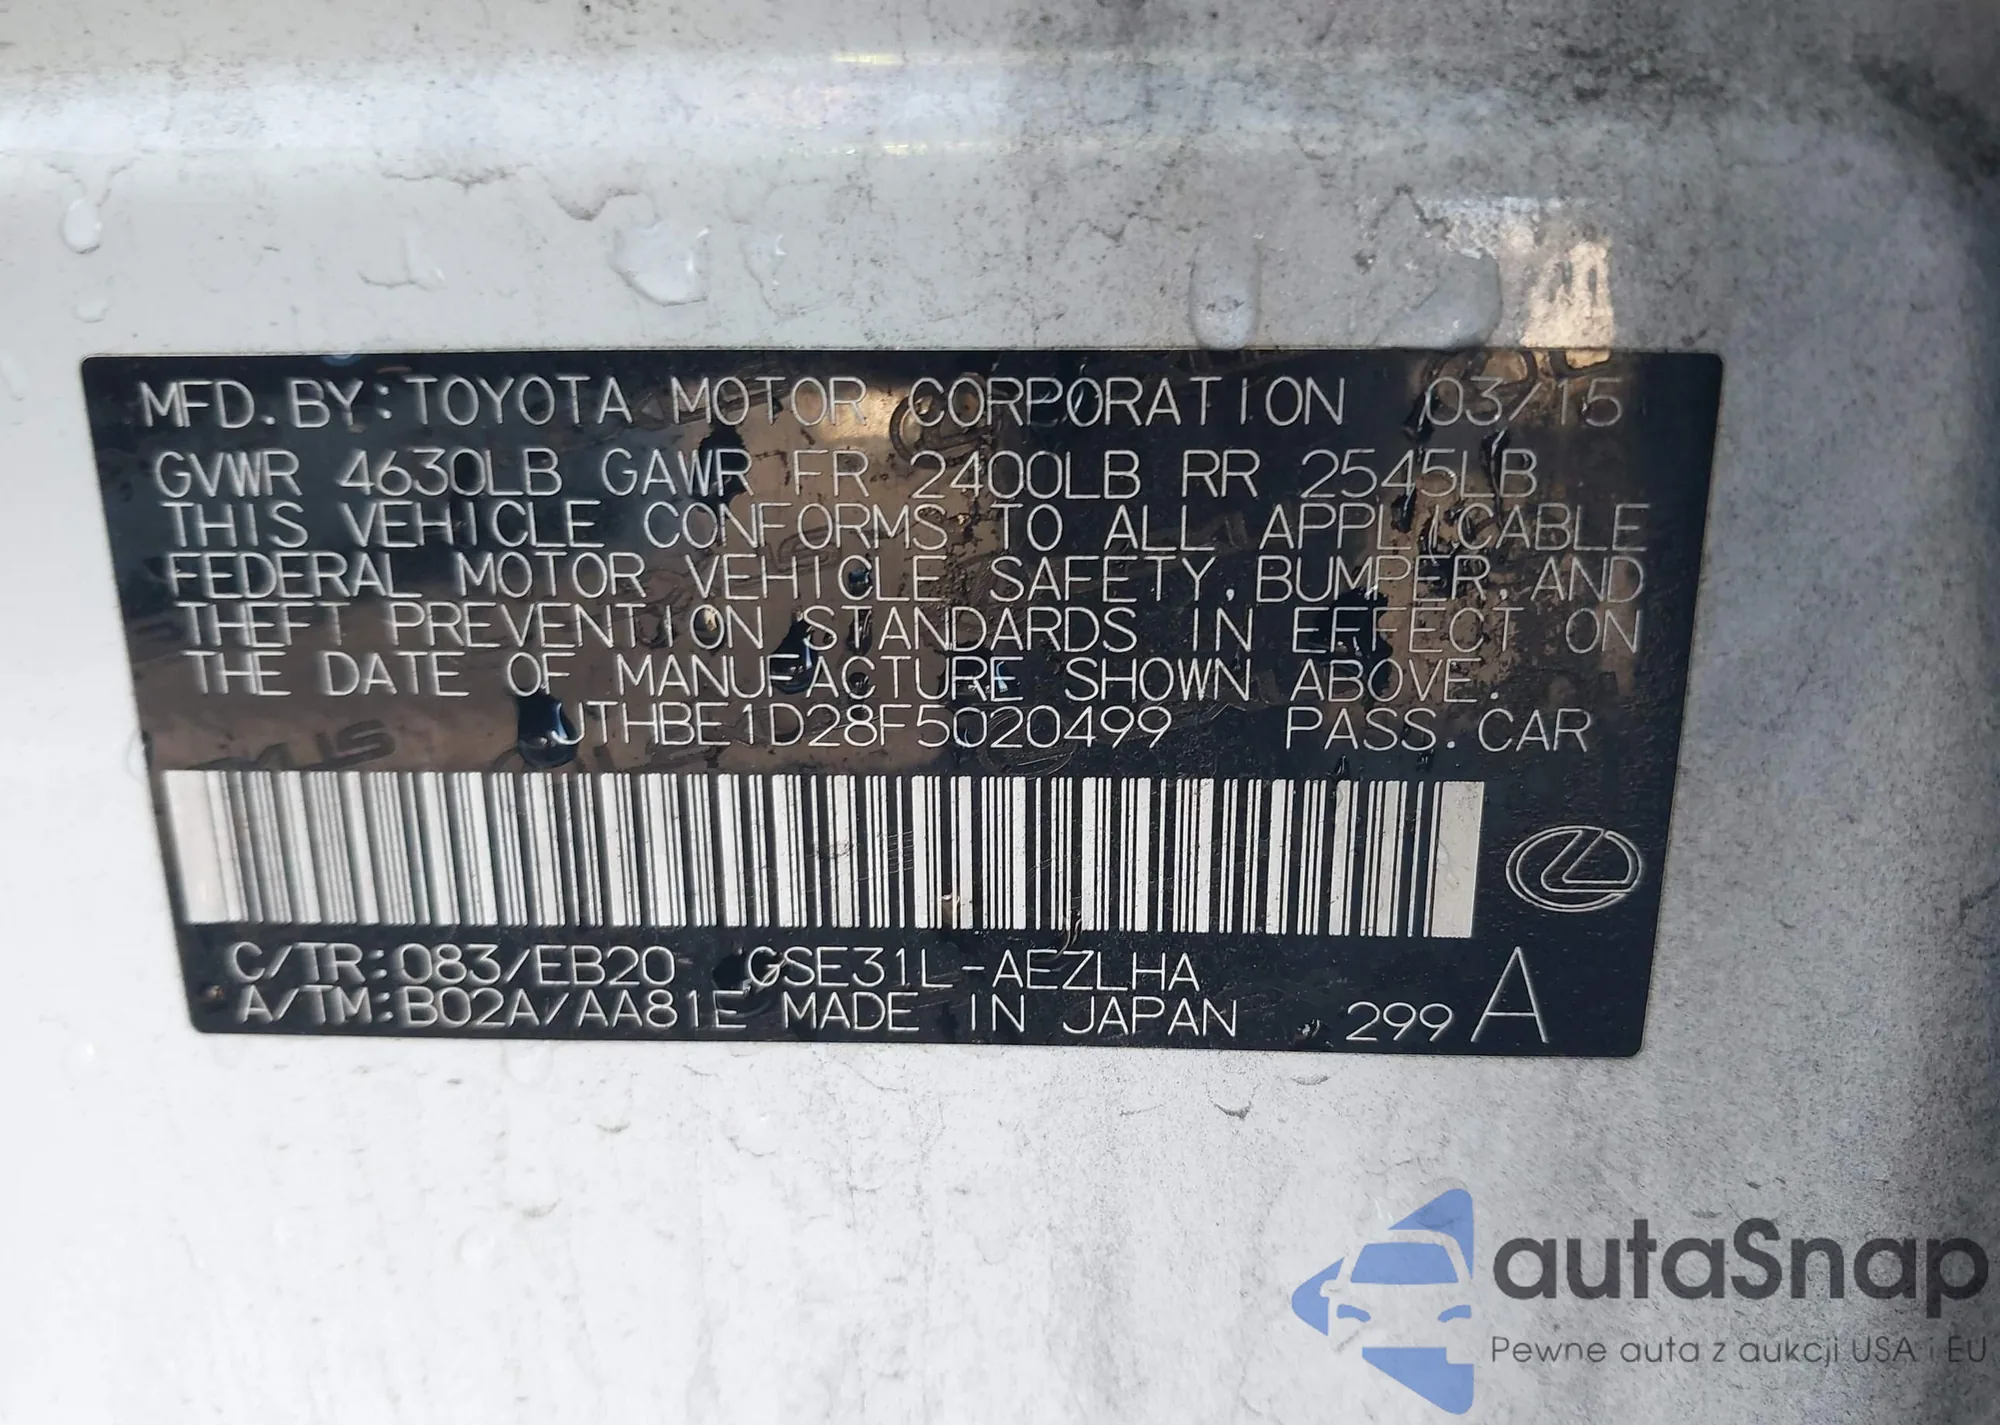 MFD. BY: TOYOTA MOTOR CORPORATION 03/15
GVWR 4630LB GAWR FR 2400LB RR 2545LB
THIS VEHICLE CONFORMS TO ALL APPLICABLE
FEDERAL MOTOR VEHICLE SAFETY, BUMPER, AND
THEFT PREVENTION STANDARDS IN EFFECT ON
THE DATE OF MANUFACTURE SHOWN ABOVE.
JTHBE1D28F5020499 PASS. CAR
C/TR: 083/EB20 GSE31L-AEZLHA
A/TM: B02A/AA81E MADE IN JAPAN 299 A
autaSnap
Pewne auta z aukcji USA i EU